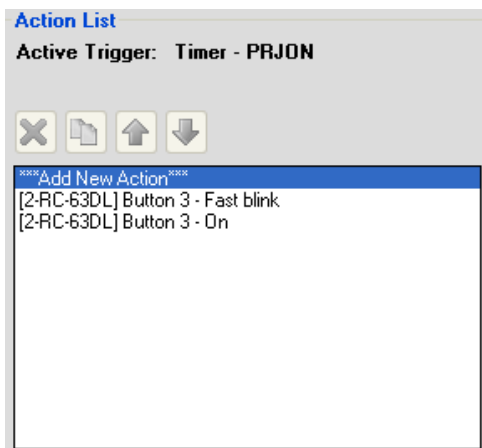 Action List
Active Trigger: Timer - PRJON
***Add New Action***
[2-RC-63DL] Button 3 - Fast blink
[2-RC-63DL] Button 3 - On